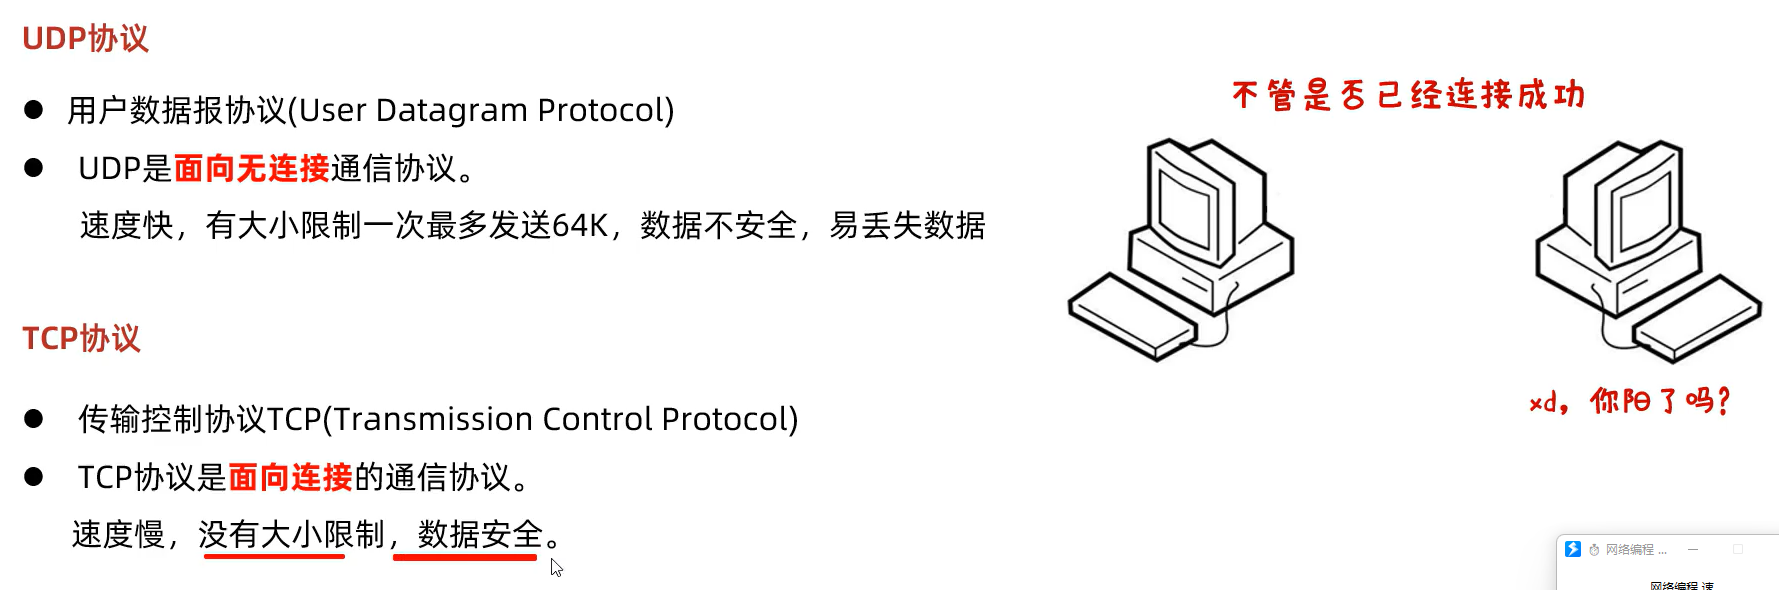 UDP协议
用户数据报协议(User Datagram Protocol)
UDP是面向无连接通信协议。
速度快，有大小限制一次最多发送64K，数据不安全，易丢失数据
TCP协议
传输控制协议TCP(Transmission Control Protocol)
TCP协议是面向连接的通信协议。
速度慢，没有大小限制，数据安全。
不管是否已经连接成功
xd，你阳了吗?
网络编程 ...
网络编程 速